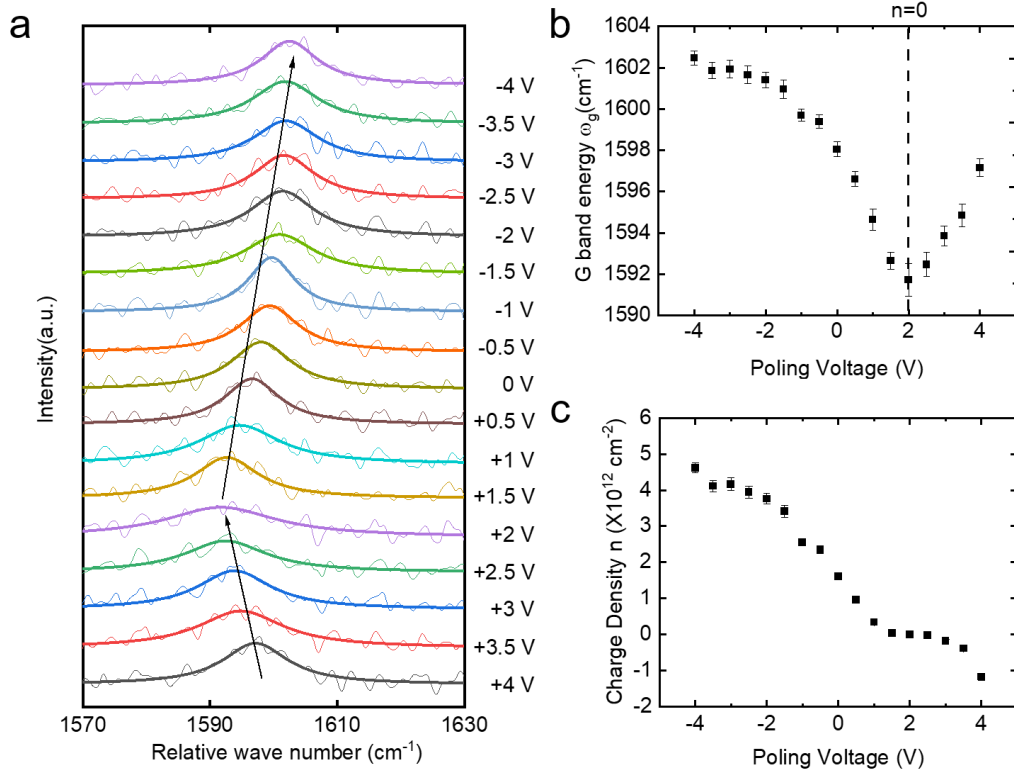 a
-4 V
-3.5 V
-3 V
-2.5 V
-2 V
-1.5 V
-1 V
-0.5 V
0 V
+0.5 V
+1 V
+1.5 V
+2 V
+2.5 V
+3 V
+3.5 V
+4 V
Intensity(a.u.)
1570 1590 1610 1630
Relative wave number (cm⁻¹)
b
n=0
1604
1602
1600
1598
1596
1594
1592
1590
G band energy ω_g(cm⁻¹)
-4 -2 0 2 4
Poling Voltage (V)
c
6
5
4
3
2
1
0
-1
-2
Charge Density n (X10¹² cm⁻²)
-4 -2 0 2 4
Poling Voltage (V)